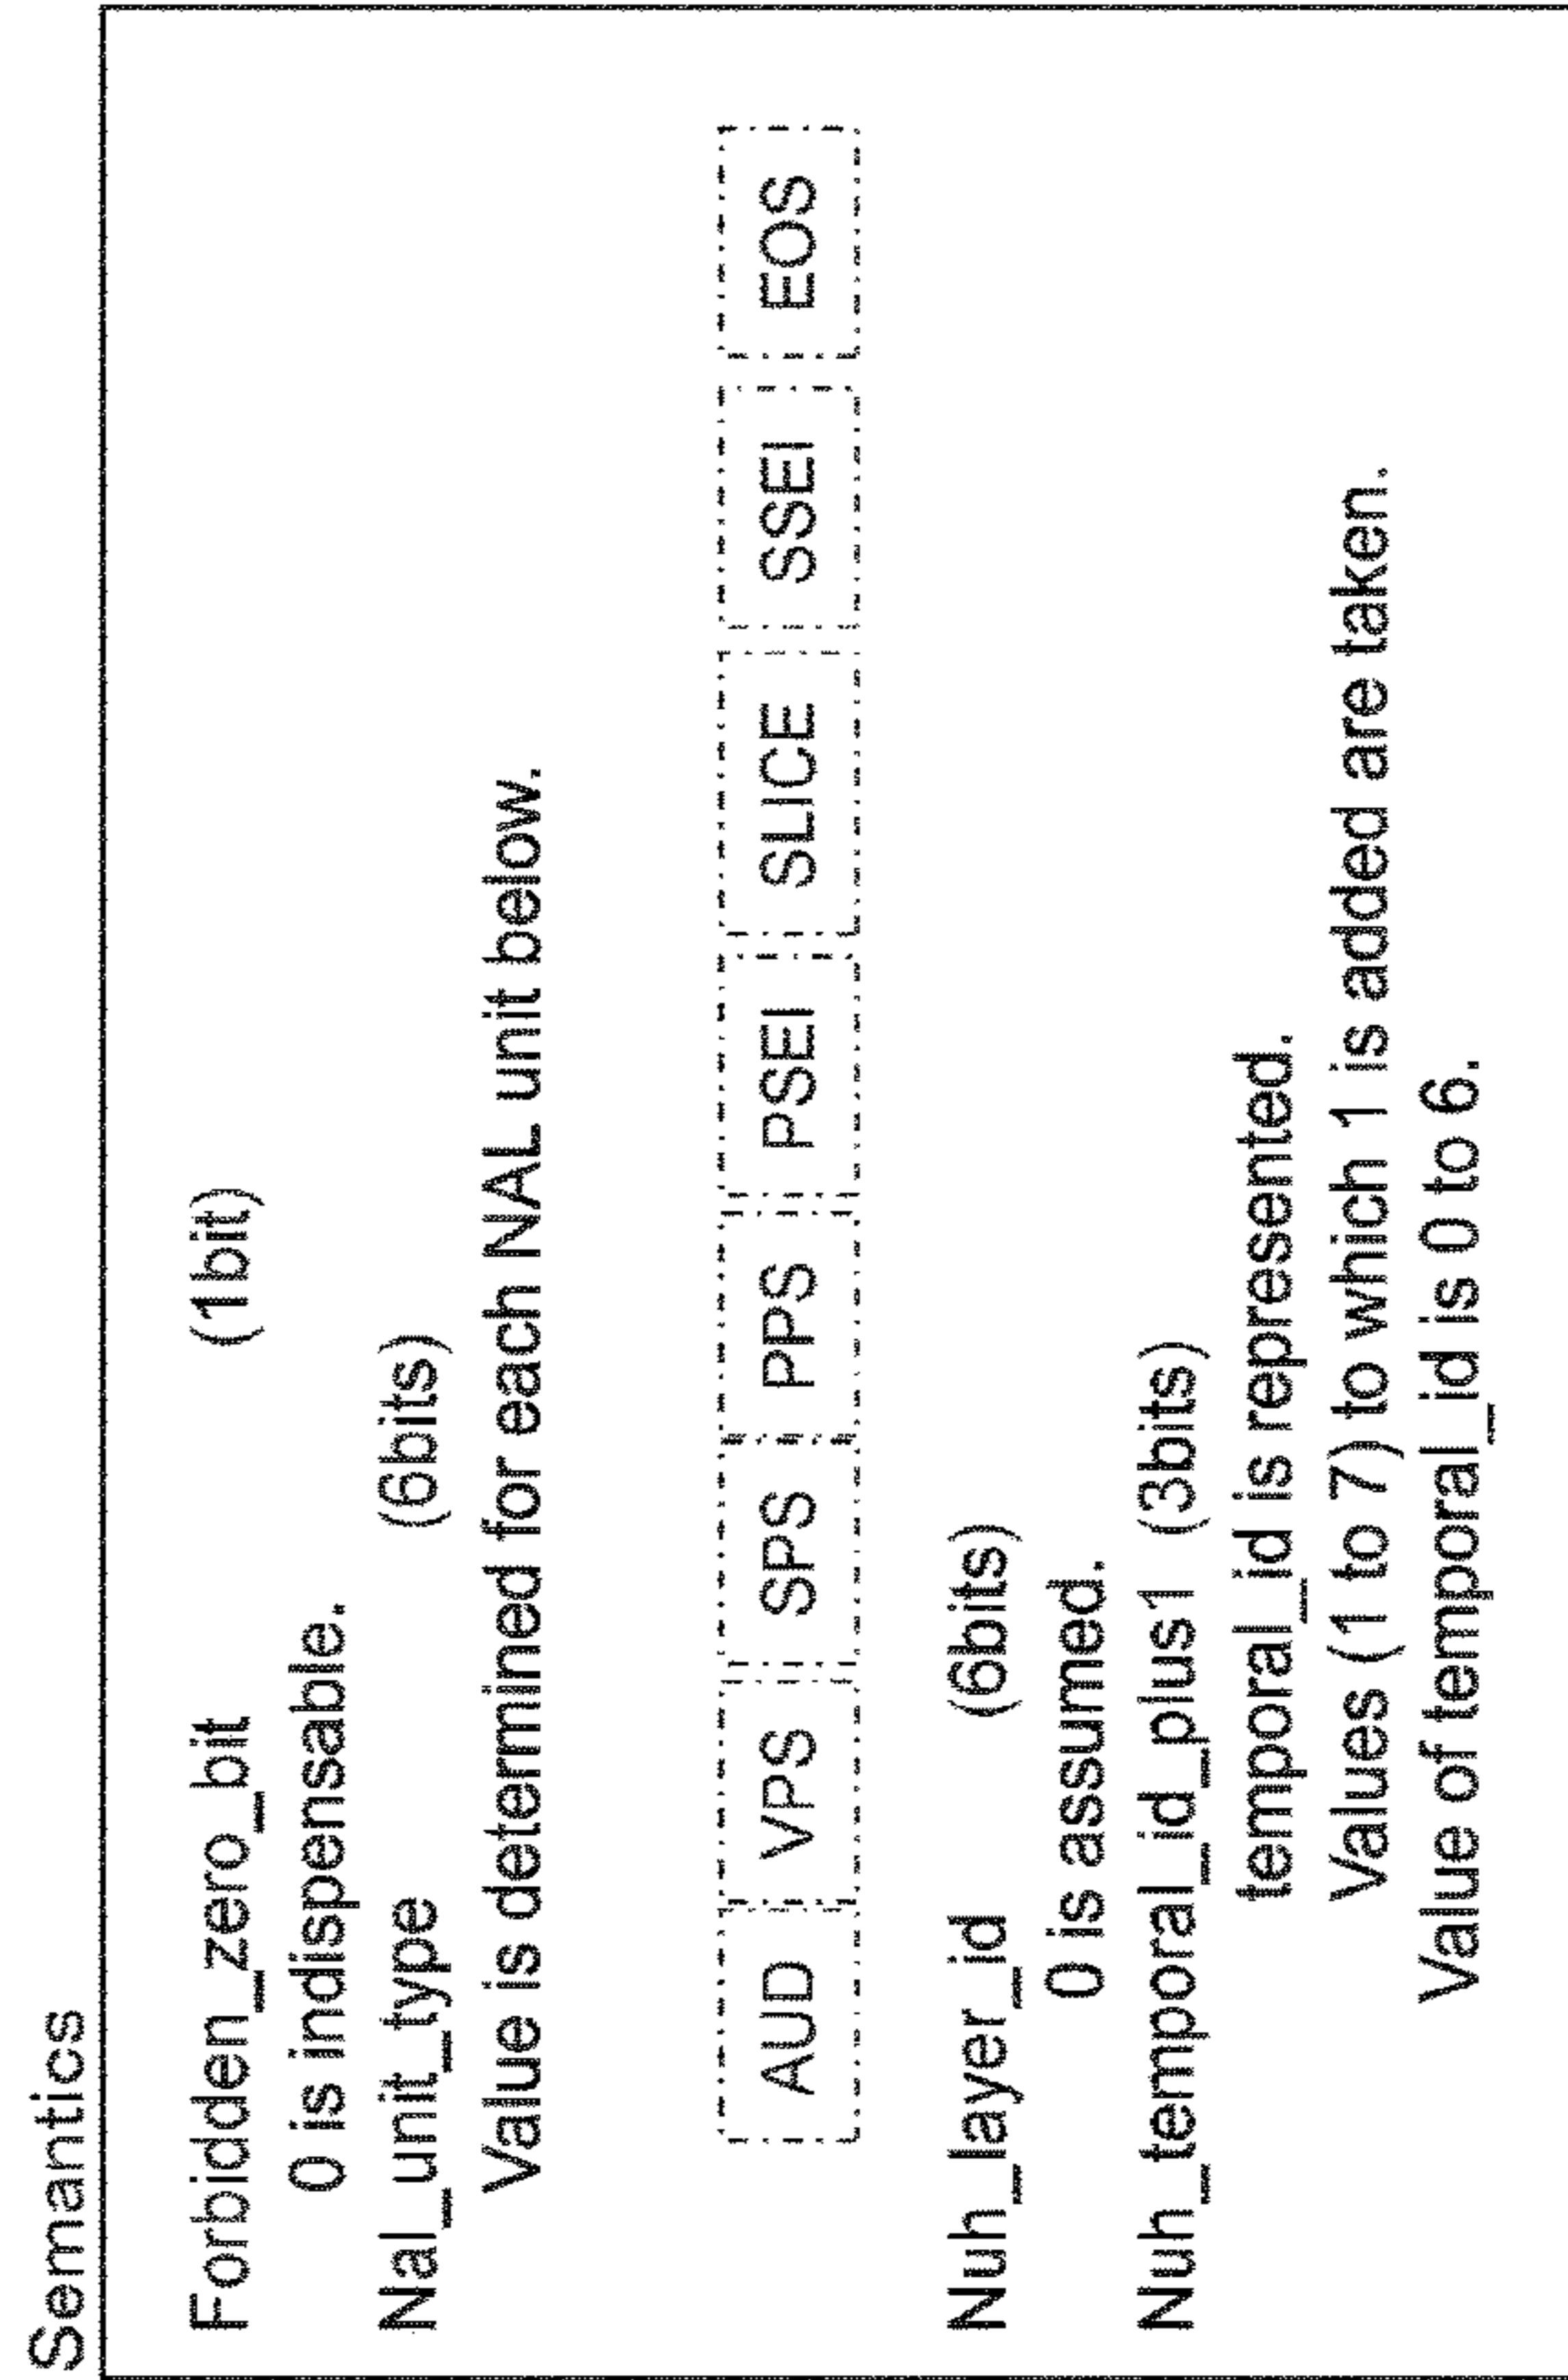 Semantics
Forbidden_zero_bit (1bit)
0 is indispensable.
Nal_unit_type (6bits)
Value is determined for each NAL unit below.
AUD VPS SPS PPS PSEI SLICE SSEI EOS
Nuh_layer_id (6bits)
0 is assumed.
Nuh_temporal_id_plus1 (3bits)
temporal_id is represented.
Values (1 to 7) to which 1 is added are taken.
Value of temporal_id is 0 to 6.